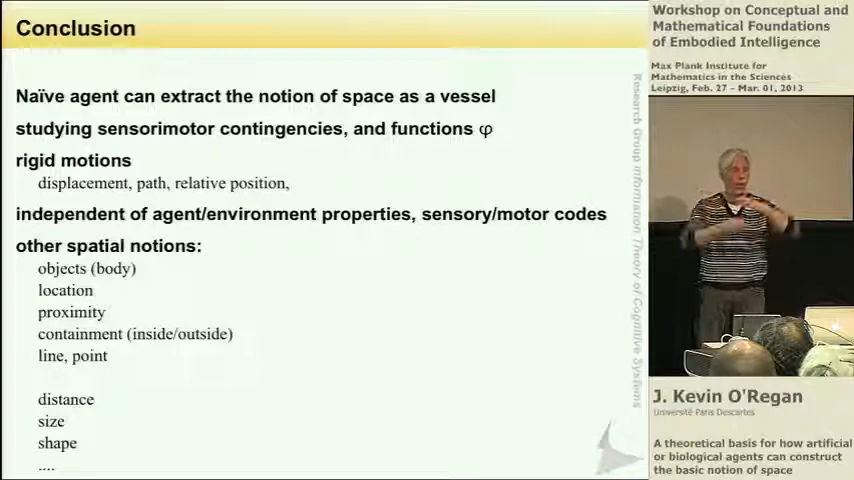 Conclusion
Naïve agent can extract the notion of space as a vessel
studying sensorimotor contingencies, and functions φ
rigid motions
displacement, path, relative position,
independent of agent/environment properties, sensory/motor codes
other spatial notions:
objects (body)
location
proximity
containment (inside/outside)
line, point
distance
size
shape
....
Research Group Information Theory of Cognitive Systems
Workshop on Conceptual and
Mathematical Foundations
of Embodied Intelligence
Max Plank Institute for
Mathematics in the Sciences
Leipzig, Feb. 27 – Mar. 01, 2013
J. Kevin O'Regan
Université Paris Descartes
A theoretical basis for how artificial
or biological agents can construct
the basic notion of space